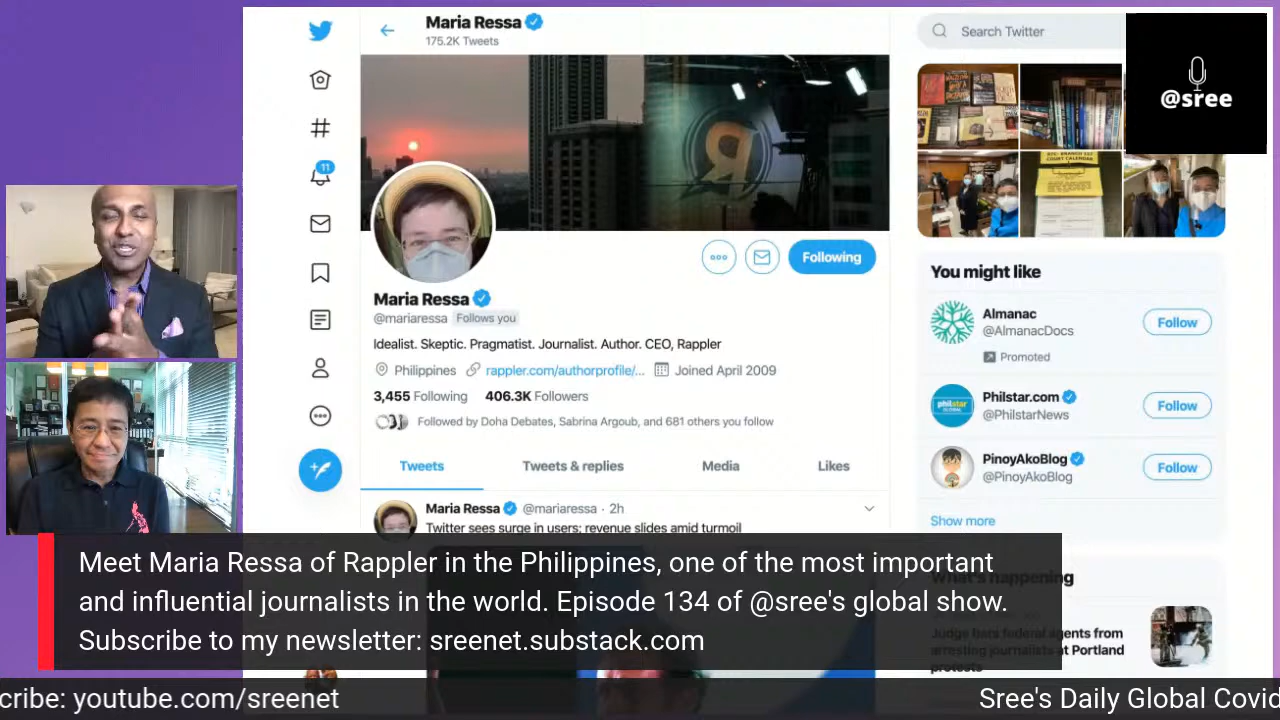 Maria Ressa
175.2K Tweets
Search Twitter
@sree
11
Following
Maria Ressa
@mariaressa Follows you
Idealist. Skeptic. Pragmatist. Journalist. Author. CEO, Rappler
Philippines rappler.com/authorprofile/... Joined April 2009
3,455 Following 406.3K Followers
Followed by Doha Debates, Sabrina Argoub, and 681 others you follow
Tweets Tweets & replies Media Likes
Maria Ressa @mariaressa · 2h
Twitter sees surge in users; revenue slides amid turmoil
COURT CALENDAR
You might like
Almanac
@AlmanacDocs
Follow
Promoted
Philstar.com
@PhilstarNews
Follow
philstar
GLOBAL
PinoyAkoBlog
@PinoyAkoBlog
Follow
Show more
What's happening
Judge bars federal agents from
arresting journalists at Portland
protests
Meet Maria Ressa of Rappler in the Philippines, one of the most important
and influential journalists in the world. Episode 134 of @sree's global show.
Subscribe to my newsletter: sreenet.substack.com
cribe: youtube.com/sreenet
Sree's Daily Global Covid